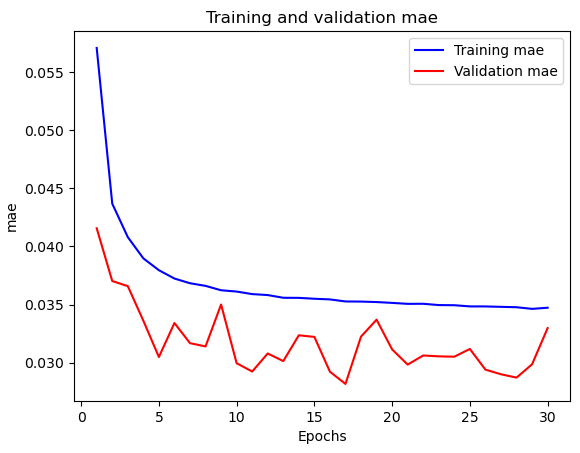 Training and validation mae
Training mae
Validation mae
0.055
0.050
0.045
0.040
0.035
0.030
mae
0
5
10
15
20
25
30
Epochs